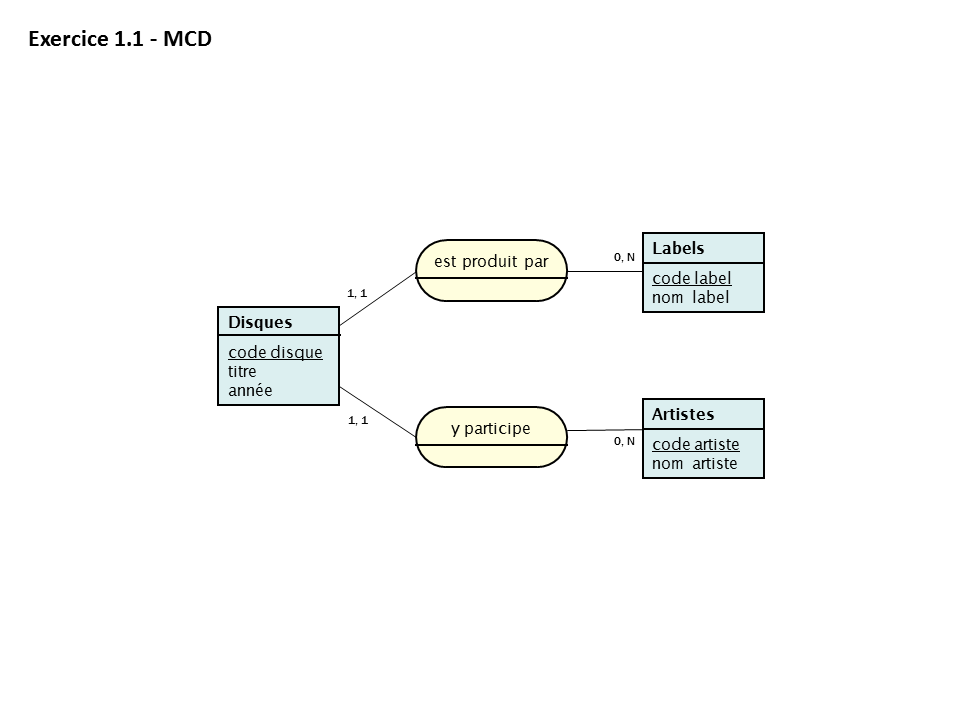 Exercice 1.1 - MCD
est produit par
0, N
Labels
code label
nom label
1, 1
Disques
code disque
titre
année
1, 1
y participe
0, N
Artistes
code artiste
nom artiste